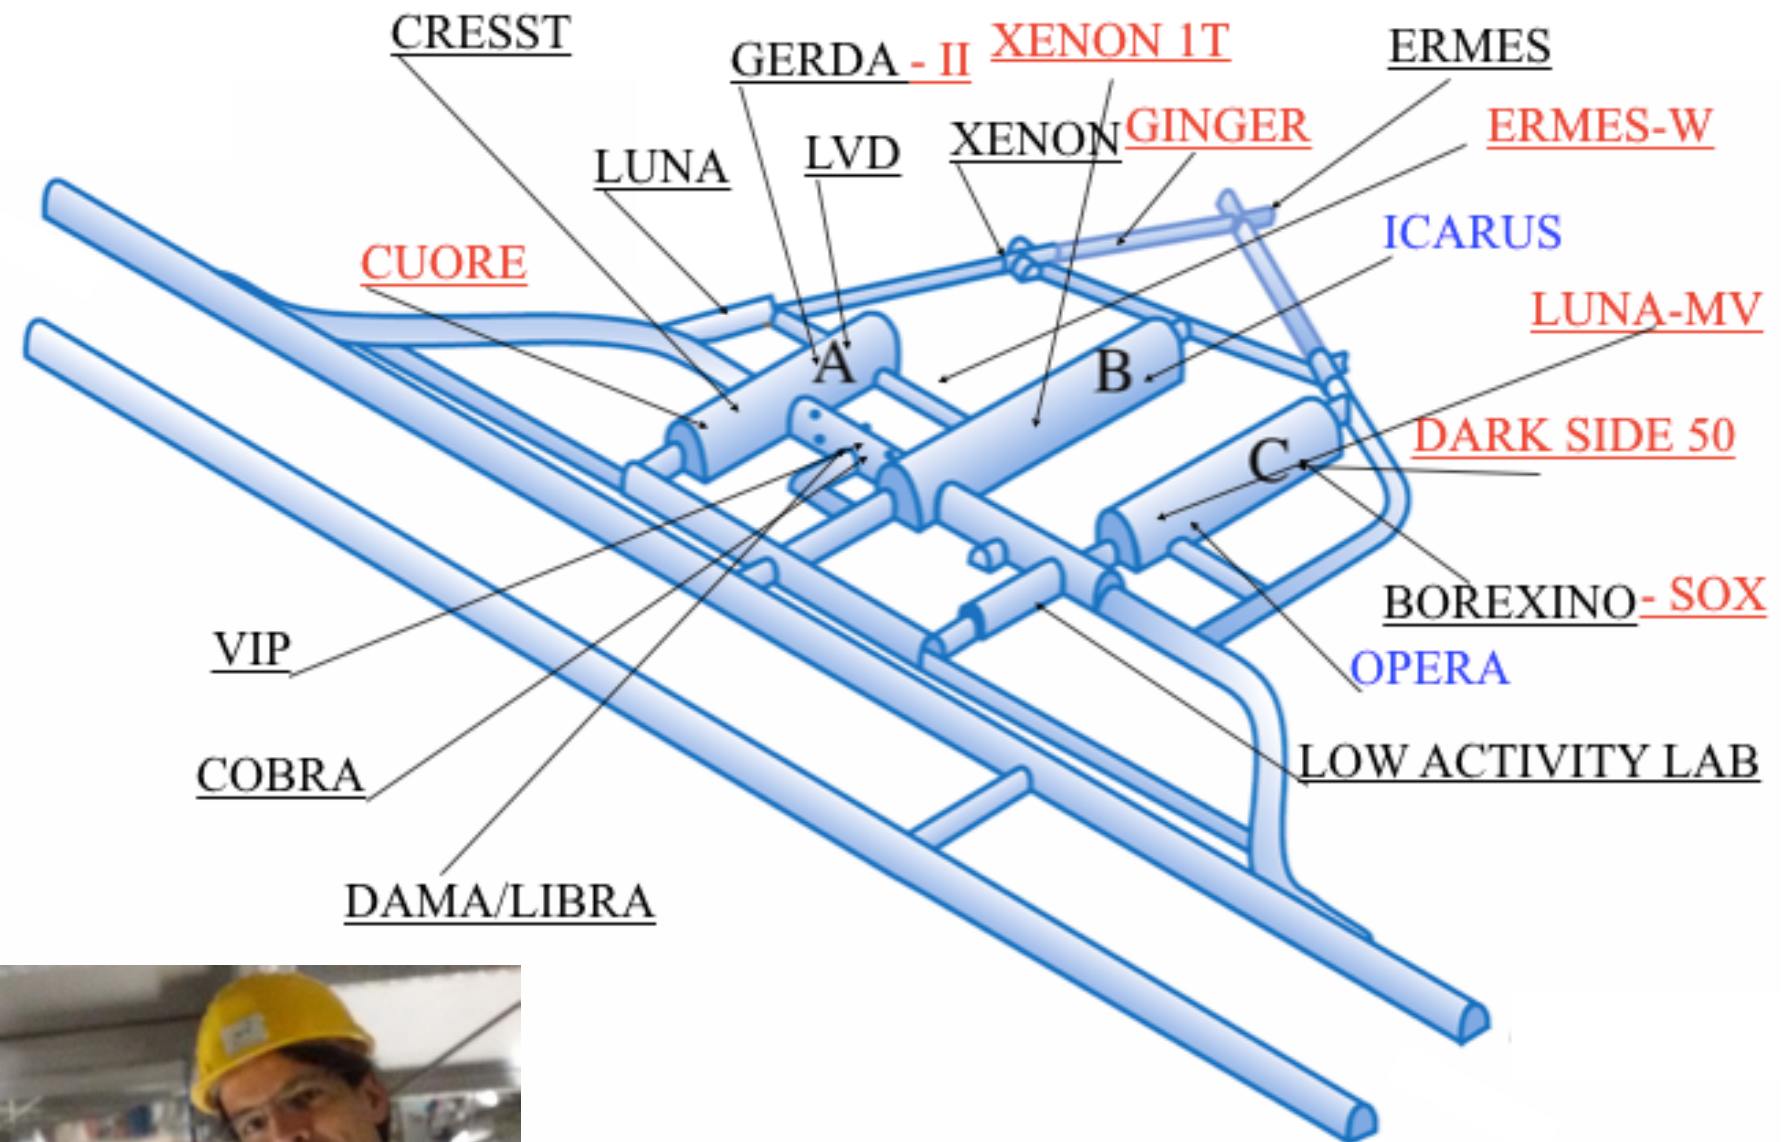 CRESST
GERDA - II
XENON 1T
ERMES
LUNA
LVD
XENON
GINGER
ERMES-W
CUORE
ICARUS
LUNA-MV
A
B
C
DARK SIDE 50
VIP
BOREXINO - SOX
OPERA
COBRA
LOW ACTIVITY LAB
DAMA/LIBRA